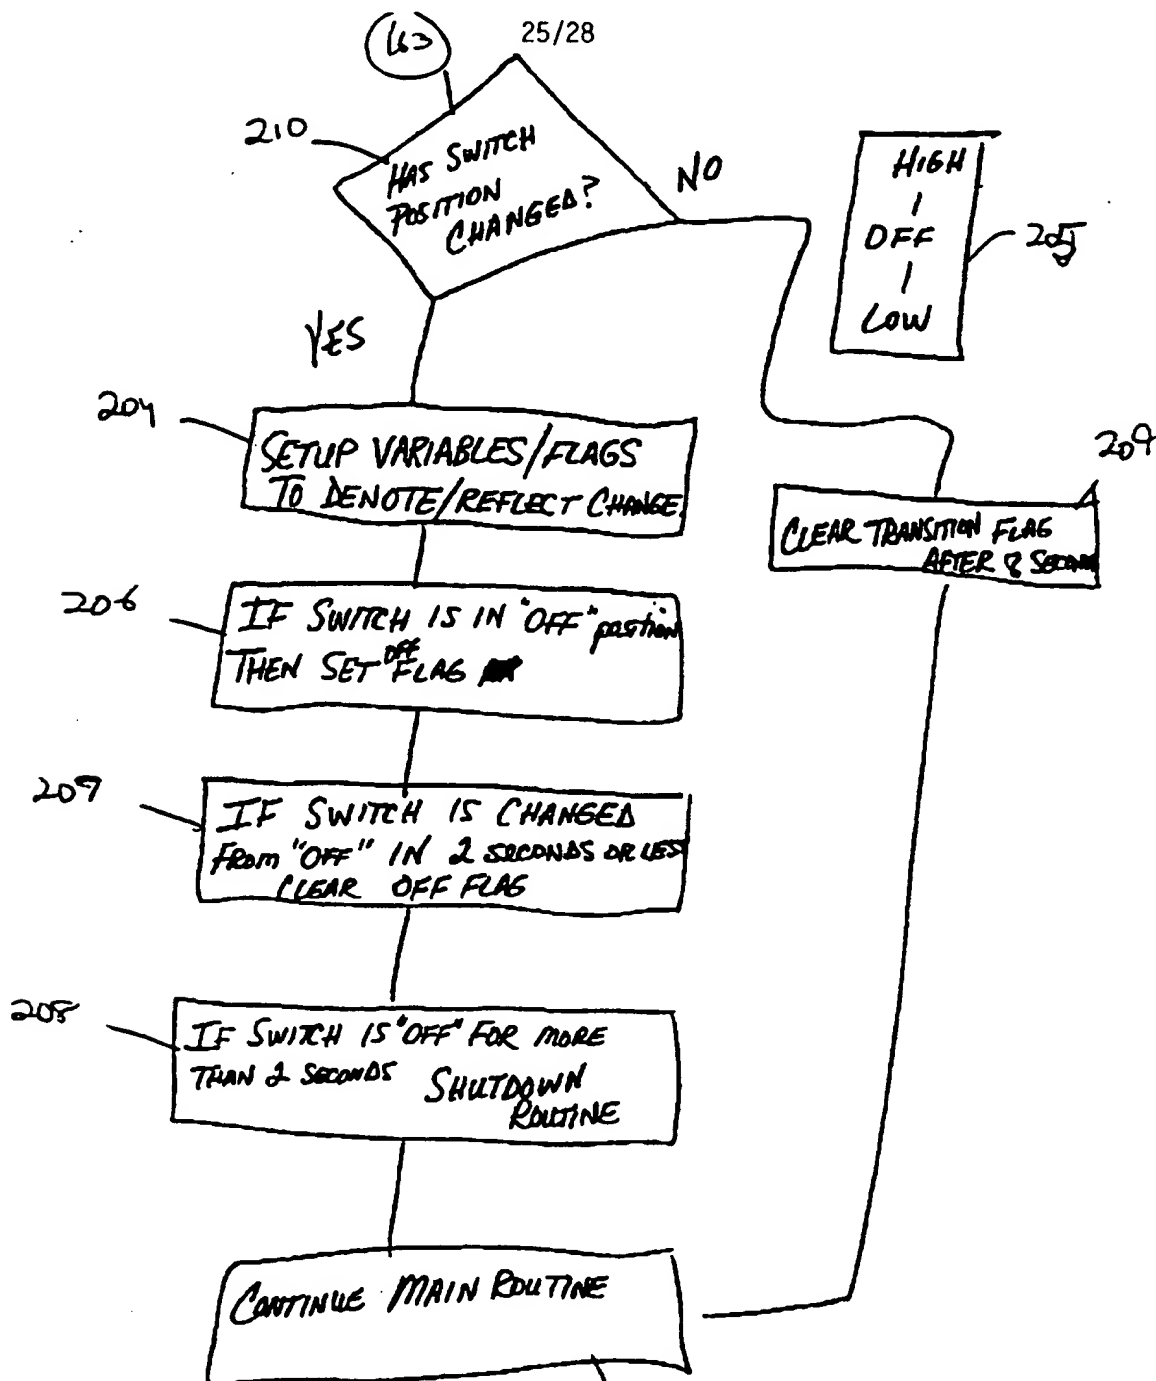 25/28
210
HAS SWITCH
POSITION
CHANGED?
NO
HIGH
OFF
LOW
205
YES
204
SETUP VARIABLES/FLAGS
TO DENOTE/REFLECT CHANGE
209
CLEAR TRANSITION FLAG
AFTER 8 SECONDS
206
IF SWITCH IS IN "OFF" position
THEN SET OFF FLAG
207
IF SWITCH IS CHANGED
FROM "OFF" IN 2 SECONDS OR LES
CLEAR OFF FLAG
208
IF SWITCH IS "OFF" FOR MORE
THAN 2 SECONDS SHUTDOWN
ROUTINE
CONTINUE MAIN ROUTINE